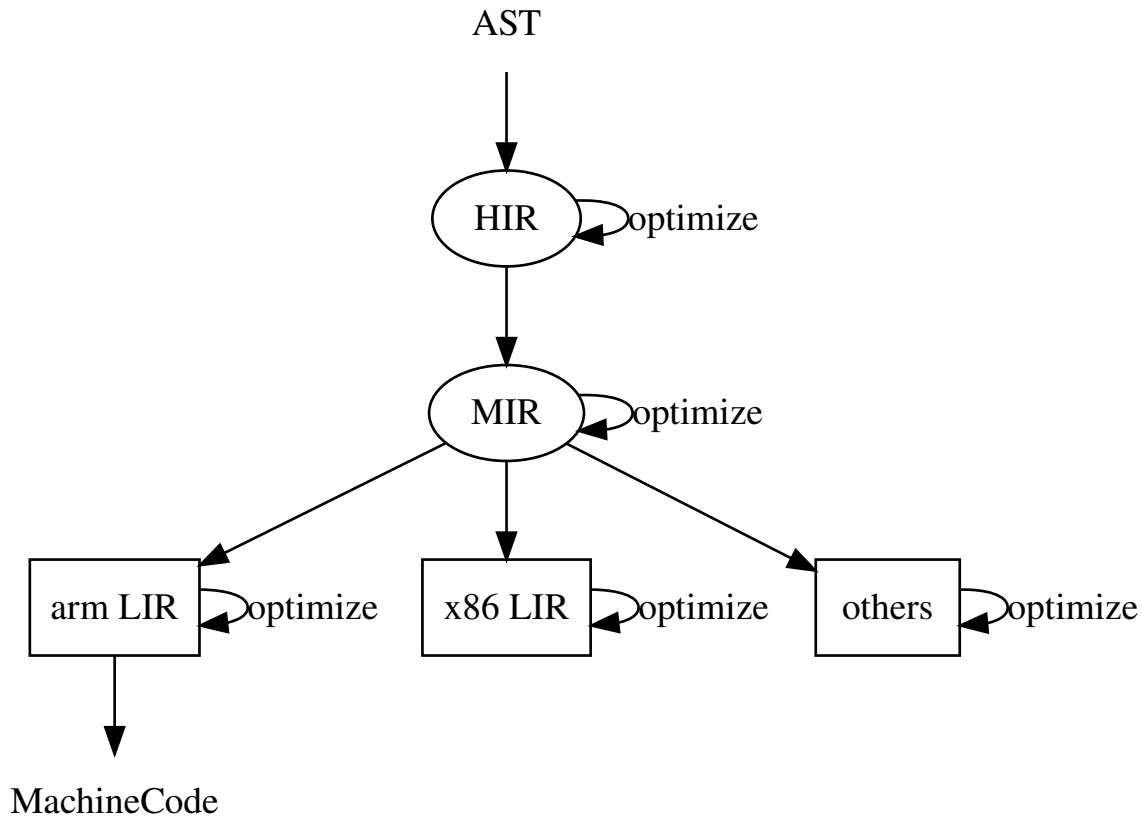 AST
HIR
optimize
MIR
optimize
arm LIR
optimize
x86 LIR
optimize
others
optimize
MachineCode